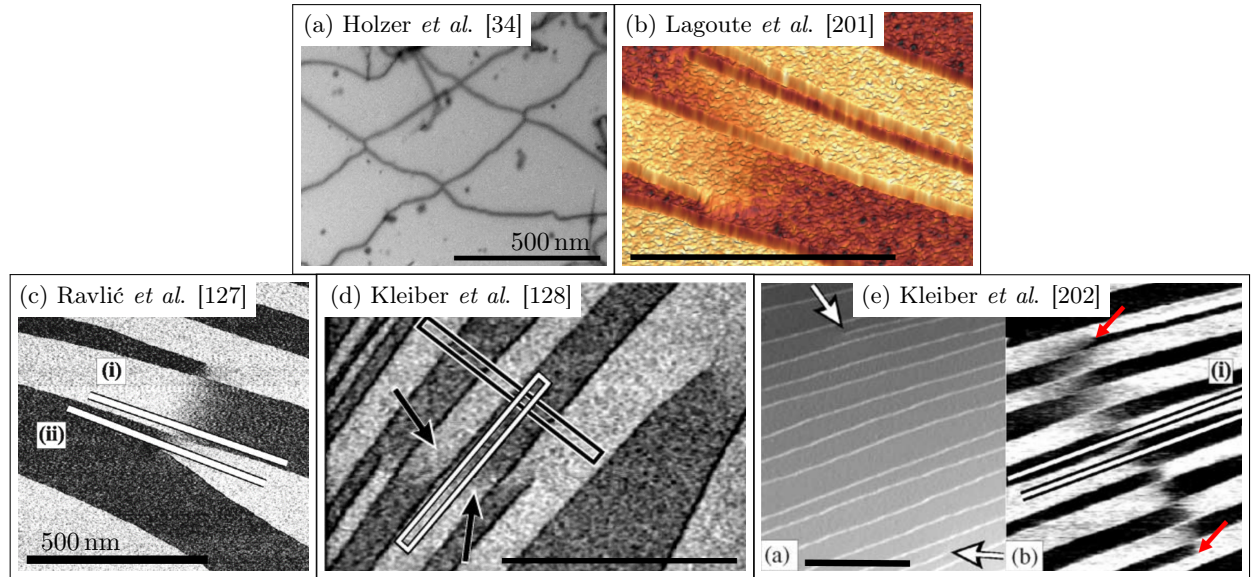 (a) Holzer et al. [34]
500 nm
(b) Lagoute et al. [201]
(c) Ravlić et al. [127]
(i)
(ii)
500 nm
(d) Kleiber et al. [128]
(e) Kleiber et al. [202]
(i)
(a)
(b)